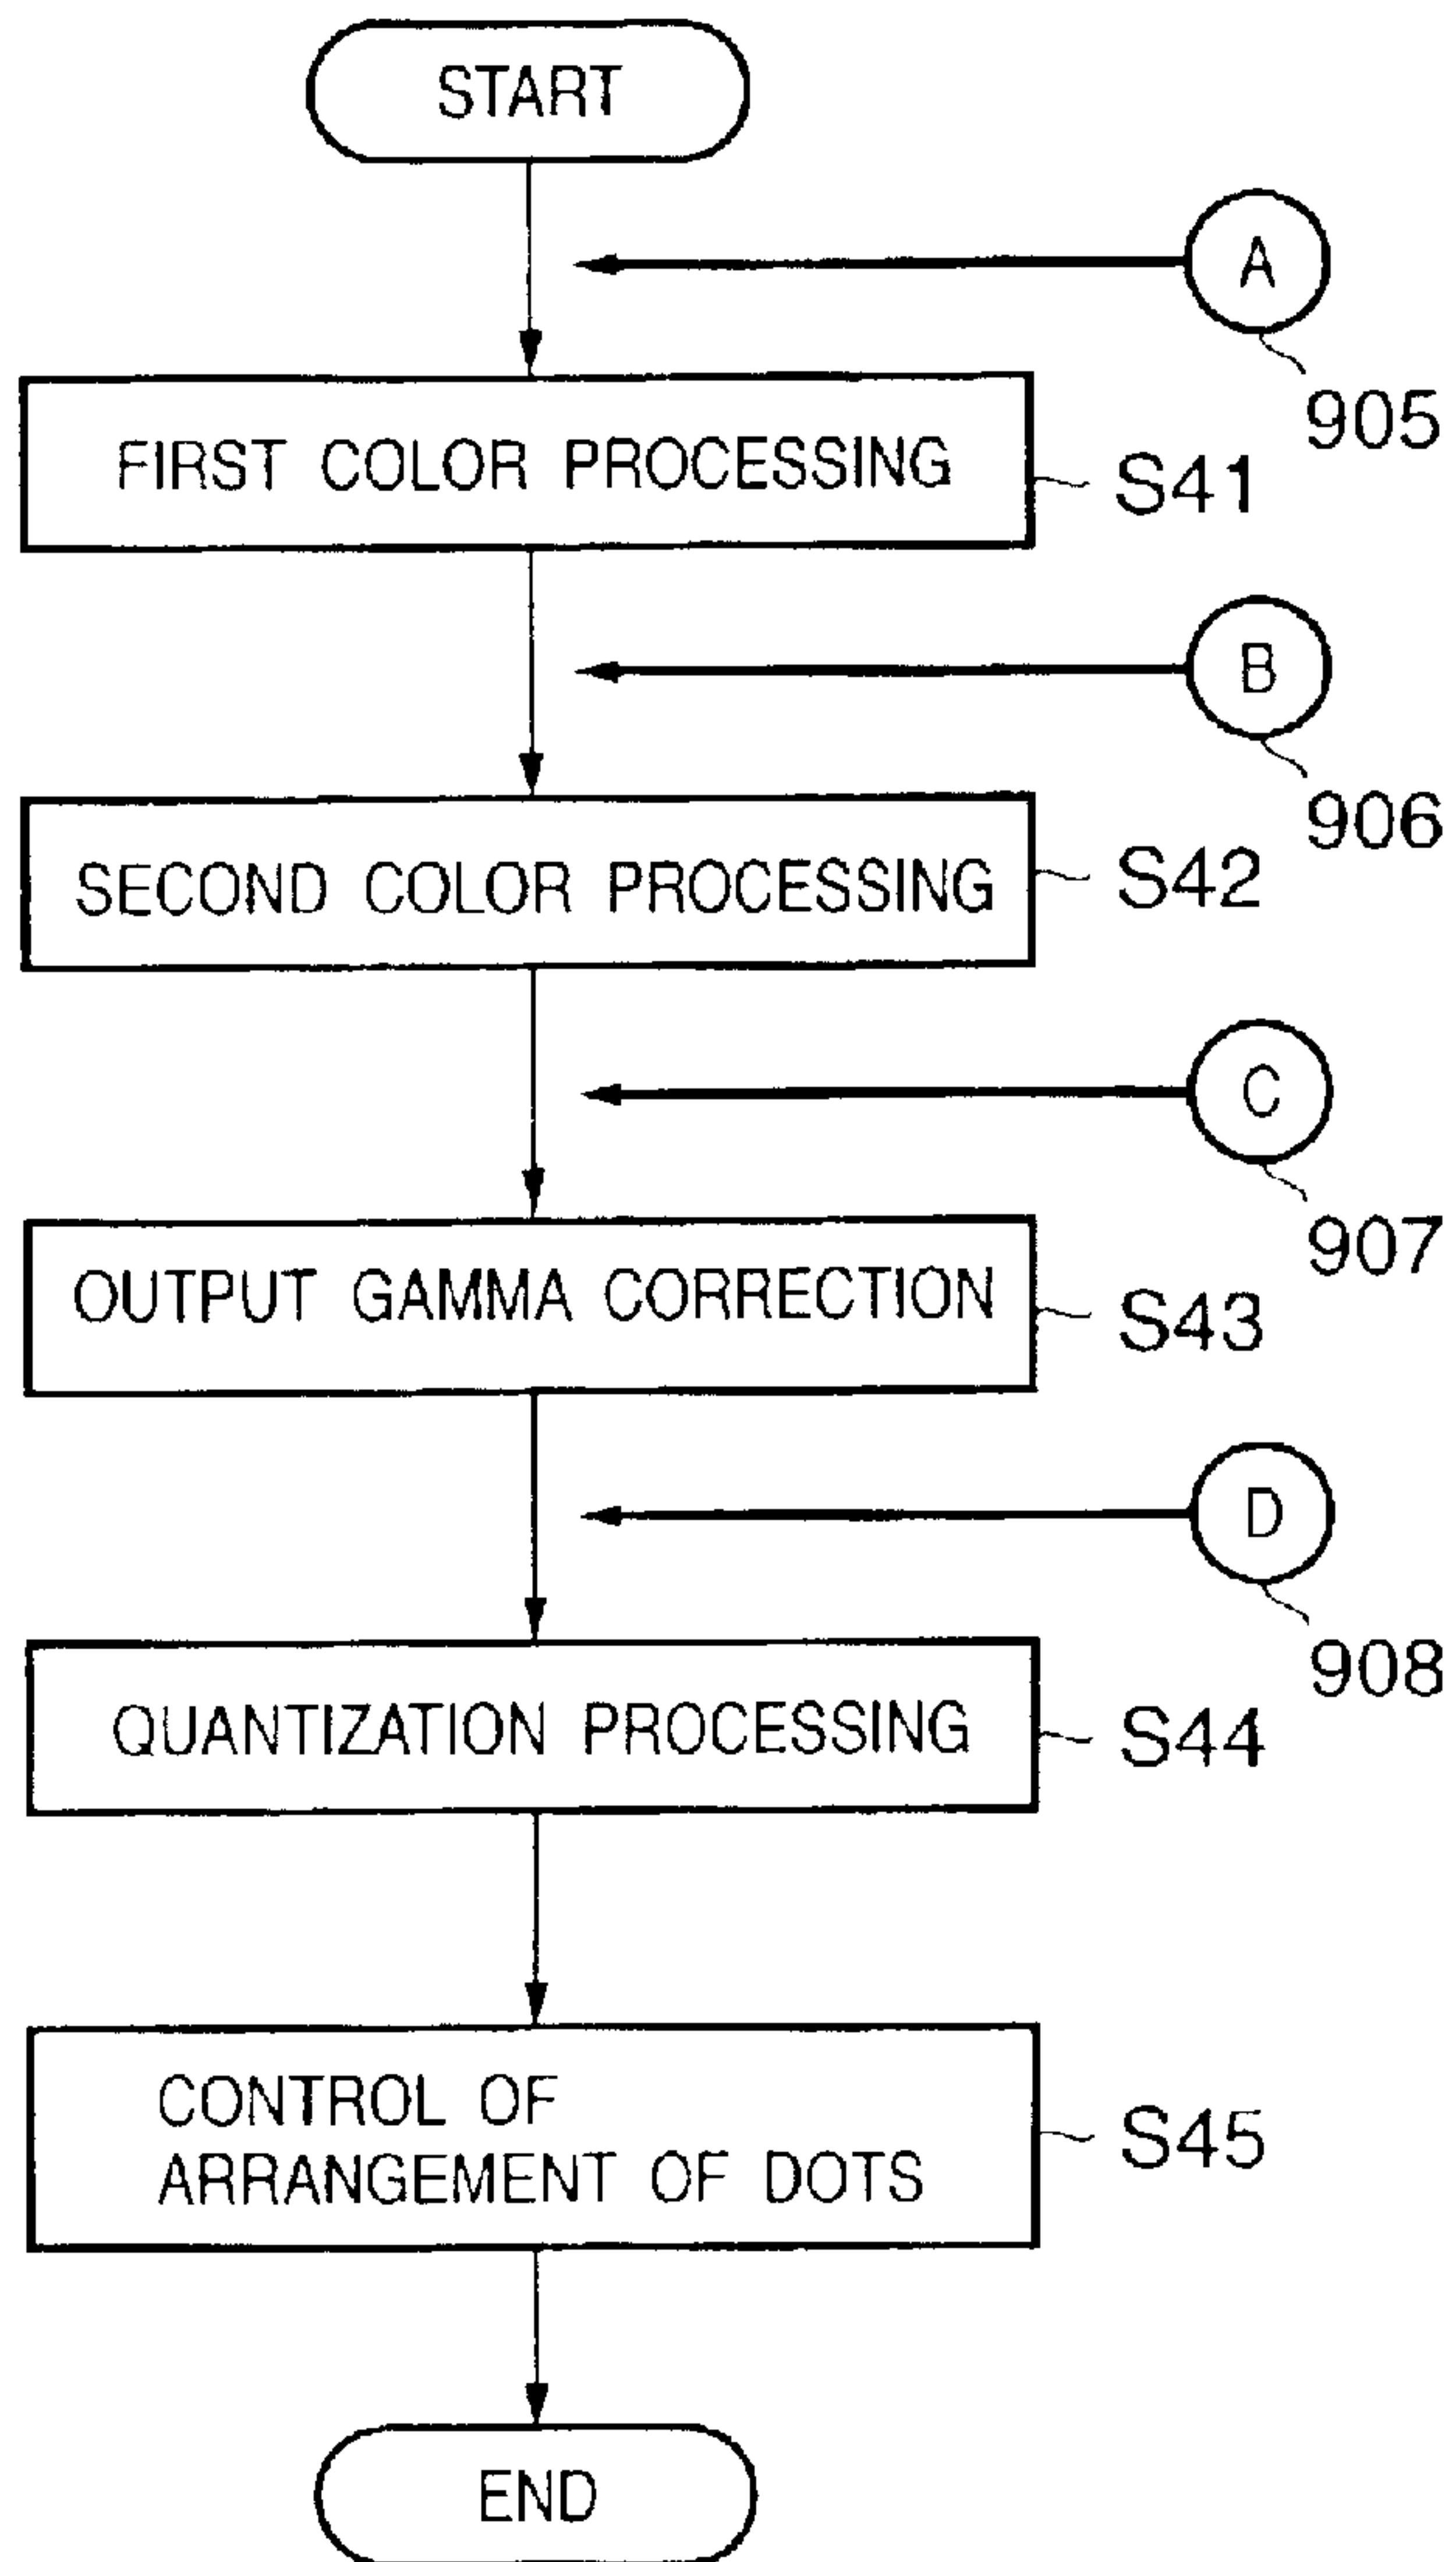 START
A
905
FIRST COLOR PROCESSING
S41
B
906
SECOND COLOR PROCESSING
S42
C
907
OUTPUT GAMMA CORRECTION
S43
D
908
QUANTIZATION PROCESSING
S44
CONTROL OF
ARRANGEMENT OF DOTS
S45
END